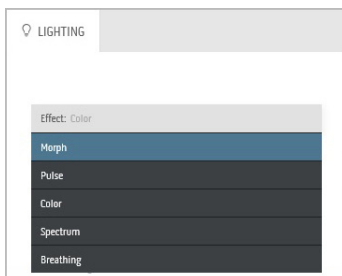 LIGHTING
Effect: Color
Morph
Pulse
Color
Spectrum
Breathing